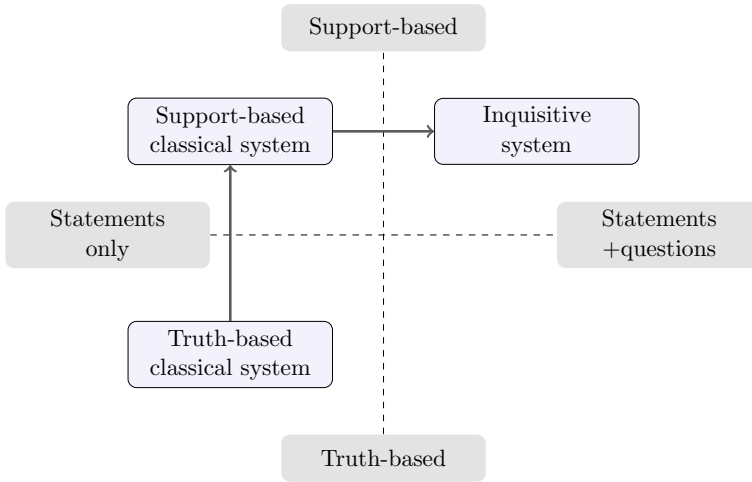 Support-based
Support-based
classical system
Inquisitive
system
Statements
only
Statements
+questions
Truth-based
classical system
Truth-based